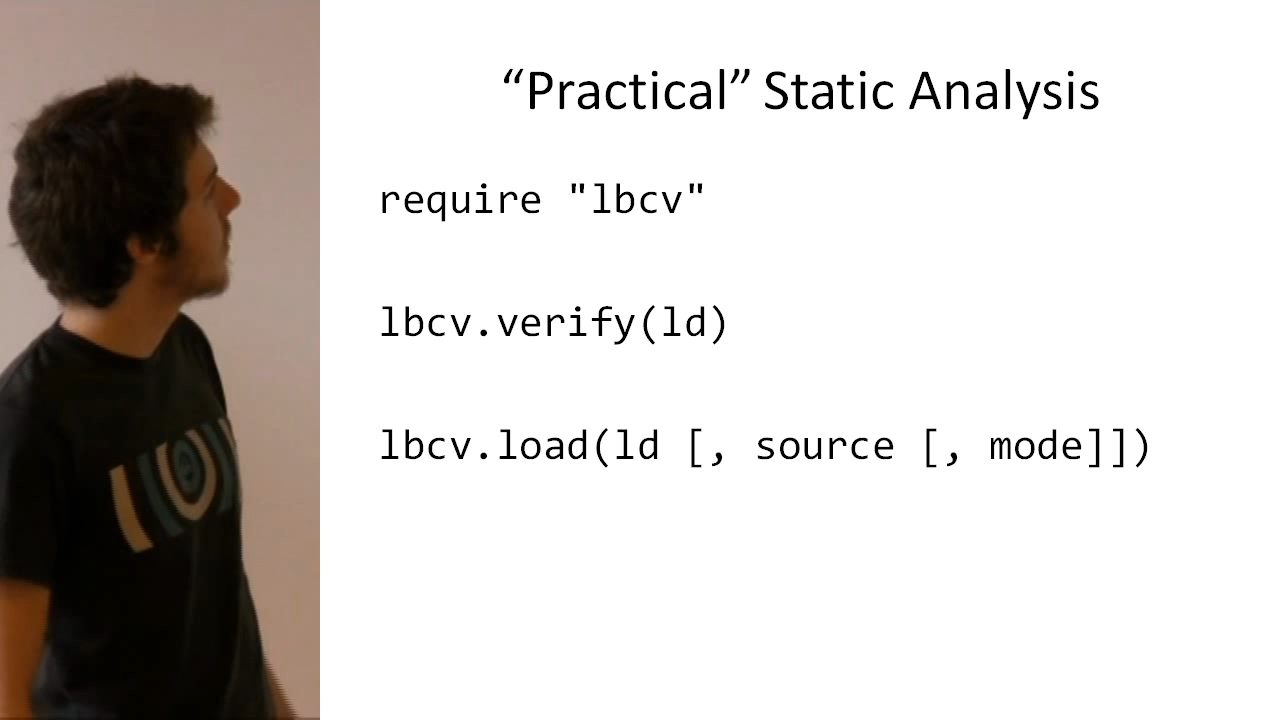 “Practical” Static Analysis
require "lbcv"
lbcv.verify(ld)
lbcv.load(ld [, source [, mode]])